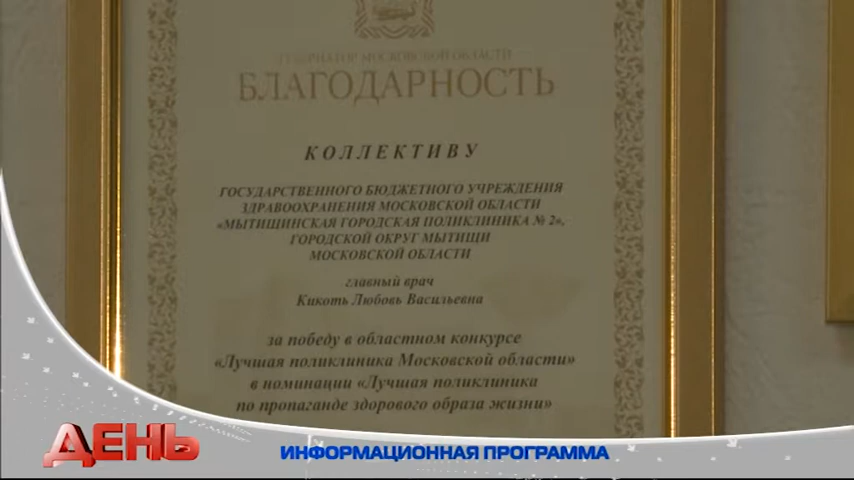 ГУБЕРНАТОР МОСКОВСКОЙ ОБЛАСТИ
БЛАГОДАРНОСТЬ
КОЛЛЕКТИВУ
ГОСУДАРСТВЕННОГО БЮДЖЕТНОГО УЧРЕЖДЕНИЯ
ЗДРАВООХРАНЕНИЯ МОСКОВСКОЙ ОБЛАСТИ
«МЫТИЩИНСКАЯ ГОРОДСКАЯ ПОЛИКЛИНИКА № 2»,
ГОРОДСКОЙ ОКРУГ МЫТИЩИ
МОСКОВСКОЙ ОБЛАСТИ
главный врач
Кикоть Любовь Васильевна
за победу в областном конкурсе
«Лучшая поликлиника Московской области»
в номинации «Лучшая поликлиника
по пропаганде здорового образа жизни»
ДЕНЬ
ИНФОРМАЦИОННАЯ ПРОГРАММА